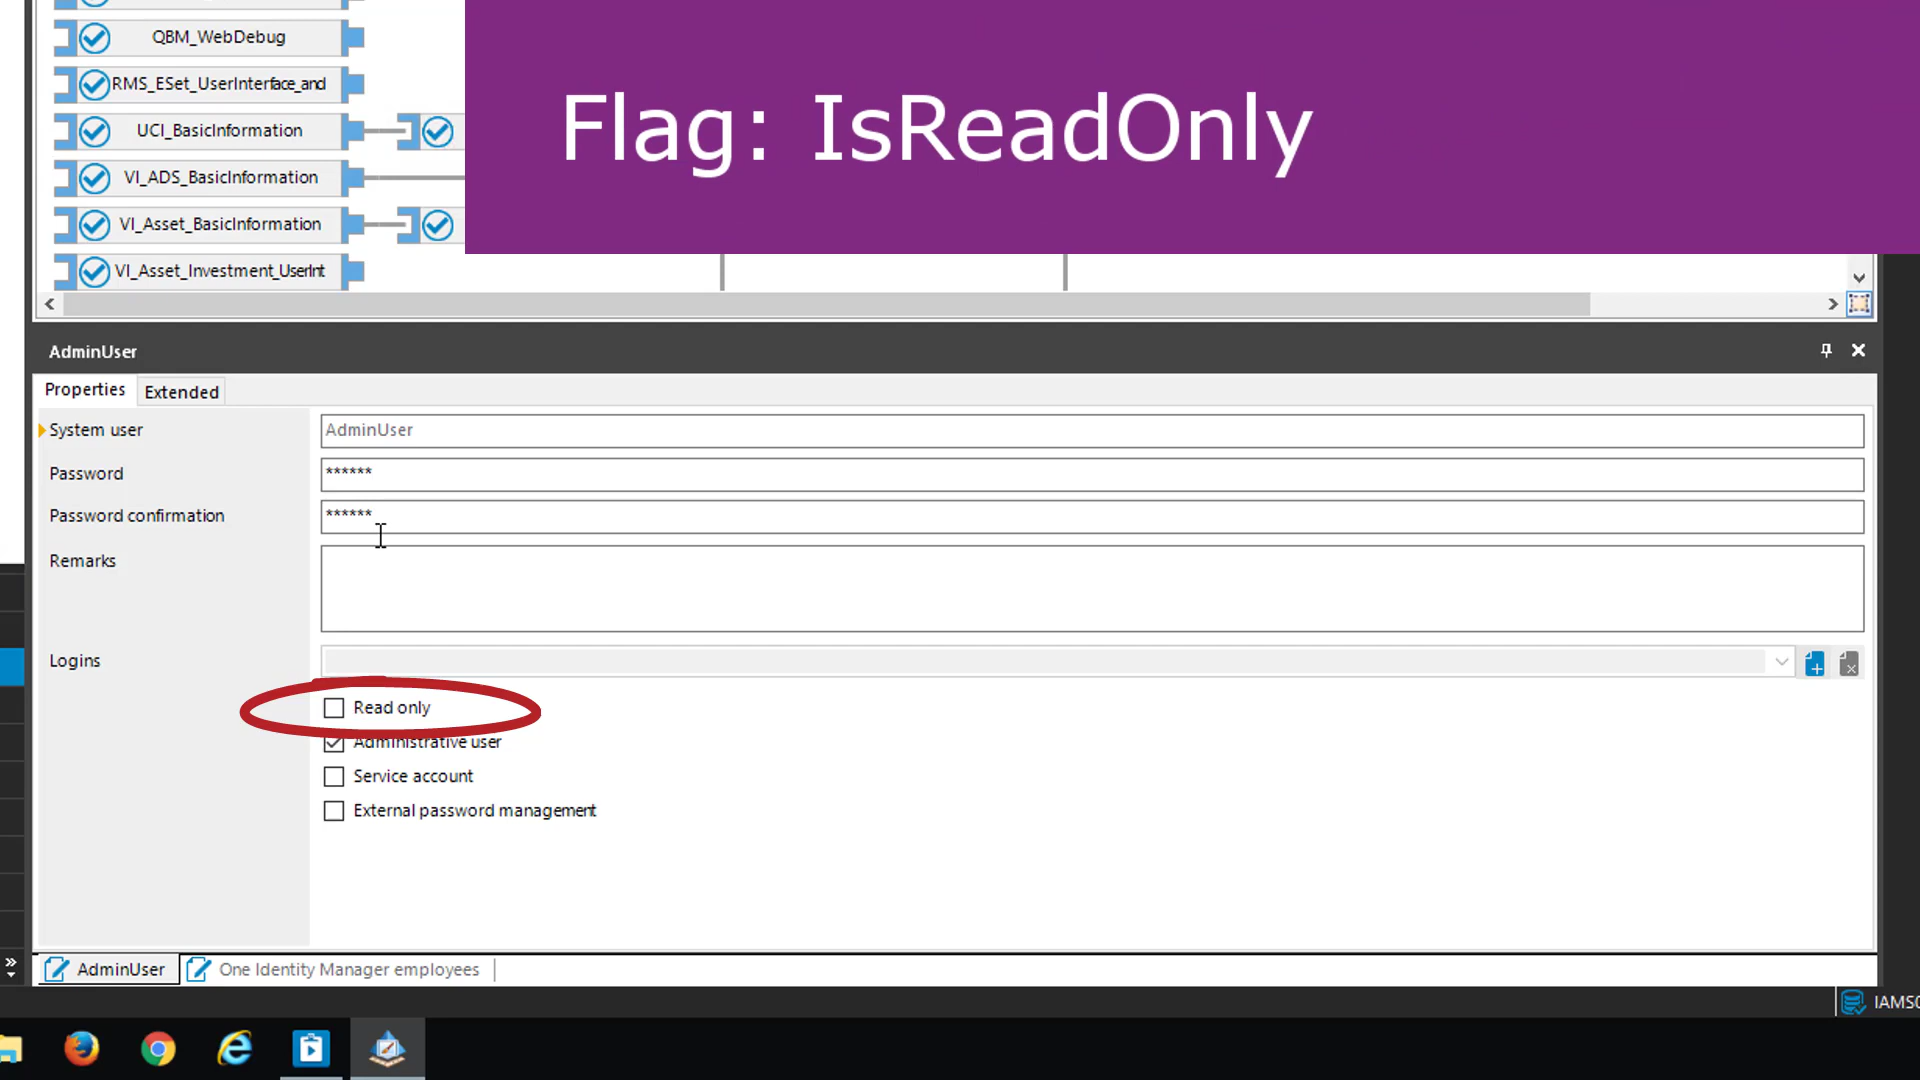 QBM_WebDebug
RMS_ESet_UserInterface_and
UCI_BasicInformation
VI_ADS_BasicInformation
VI_Asset_BasicInformation
VI_Asset_Investment_UserInt
Flag: IsReadOnly
AdminUser
Properties
Extended
System user
AdminUser
Password
******
Password confirmation
******
Remarks
Logins
Read only
Administrative user
Service account
External password management
AdminUser
One Identity Manager employees